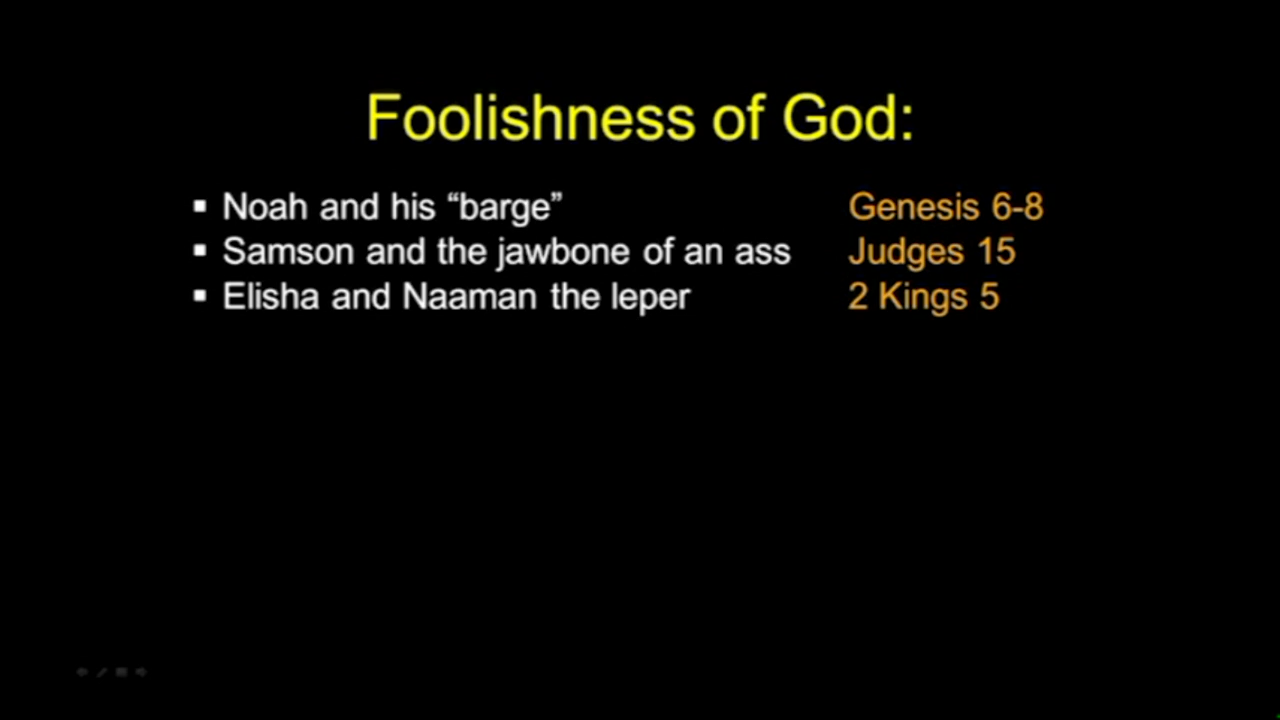 Foolishness of God:
▪ Noah and his “barge” Genesis 6-8
▪ Samson and the jawbone of an ass Judges 15
▪ Elisha and Naaman the leper 2 Kings 5